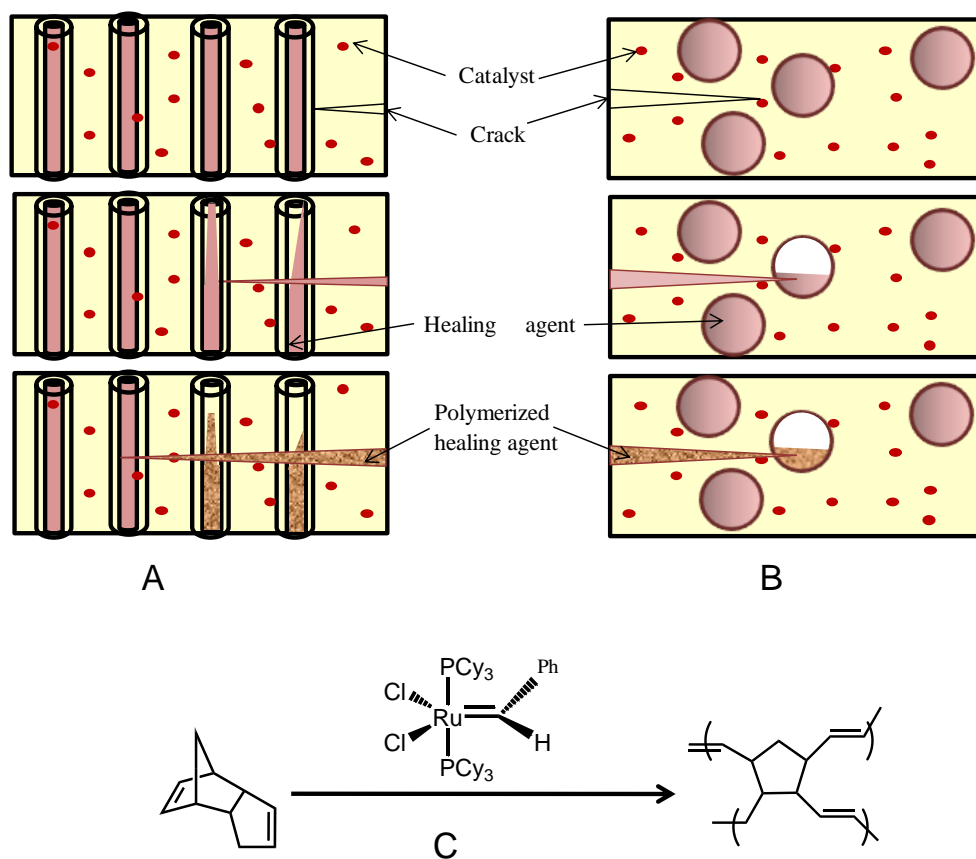 Catalyst
Crack
Healing agent
Polymerized
healing agent
A B
PCy3
Ph
Cl
Ru
Cl
H
PCy3
C